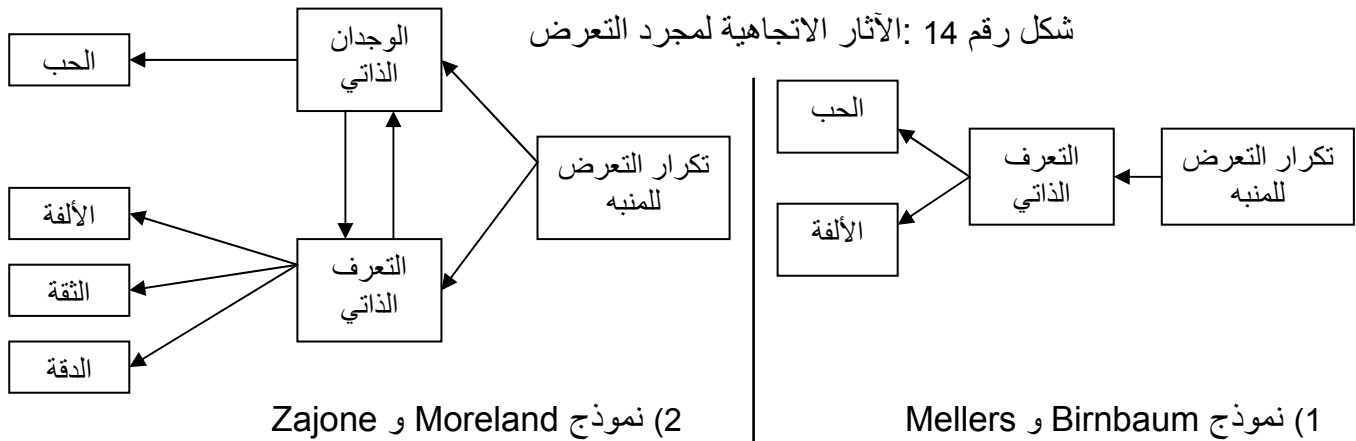 شكل رقم 14 :الآثار الاتجاهية لمجرد التعرض
تكرار التعرض
للمنبه
التعرف
الذاتي
الحب
الألفة
1) نموذج Birnbaum و Mellers
تكرار التعرض
للمنبه
الوجدان
الذاتي
التعرف
الذاتي
الحب
الألفة
الثقة
الدقة
2) نموذج Moreland و Zajone